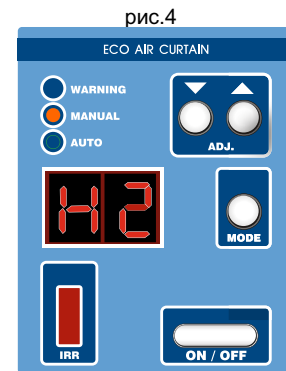 рис.4
ECO AIR CURTAIN
WARNING
MANUAL
AUTO
ADJ.
H2
MODE
IRR
ON / OFF